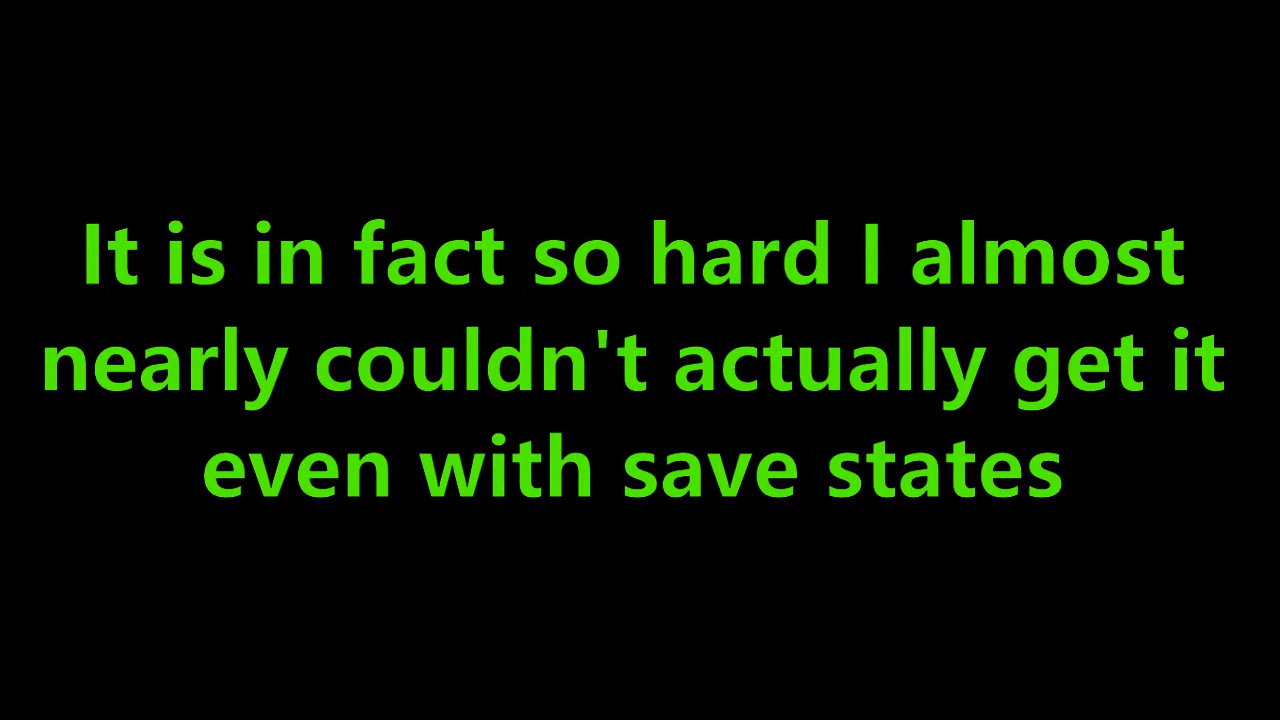 It is in fact so hard I almost
nearly couldn't actually get it
even with save states